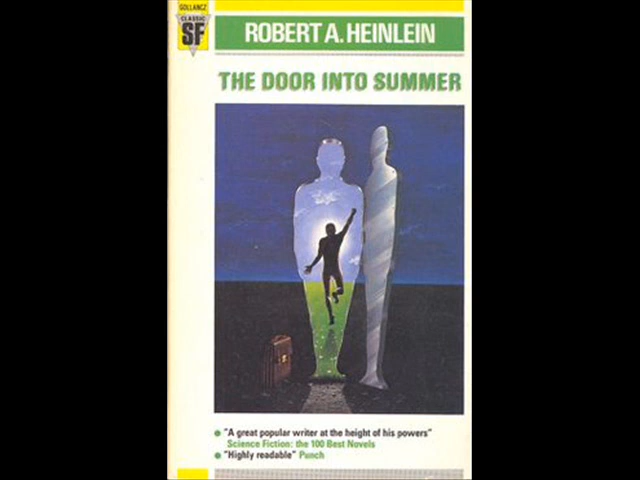 GOLLANCZ
CLASSIC
SF
ROBERT A. HEINLEIN
THE DOOR INTO SUMMER
"A great popular writer at the height of his powers"
Science Fiction: the 100 Best Novels
"Highly readable" Punch